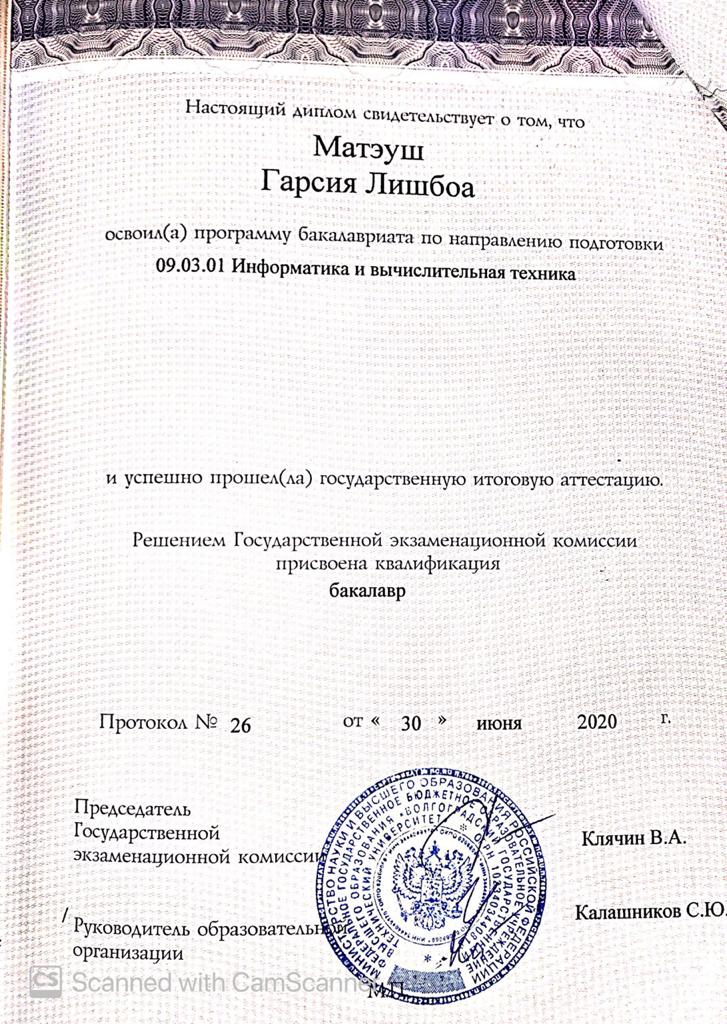 Настоящий диплом свидетельствует о том, что
Матэуш
Гарсия Лишбоа
освоил(а) программу бакалавриата по направлению подготовки
09.03.01 Информатика и вычислительная техника
и успешно прошел(ла) государственную итоговую аттестацию.
Решением Государственной экзаменационной комиссии
присвоена квалификация
бакалавр
Протокол № 26 от « 30 » июня 2020 г.
Председатель
Государственной
экзаменационной комиссии
Клячин В.А.
/ Руководитель образовательной
организации
Калашников С.Ю.
М.П.
МИНИСТЕРСТВО НАУКИ И ВЫСШЕГО ОБРАЗОВАНИЯ РОССИЙСКОЙ ФЕДЕРАЦИИ
ФЕДЕРАЛЬНОЕ ГОСУДАРСТВЕННОЕ БЮДЖЕТНОЕ ОБРАЗОВАТЕЛЬНОЕ УЧРЕЖДЕНИЕ
ВЫСШЕГО ОБРАЗОВАНИЯ "ВОЛГОГРАДСКИЙ ГОСУДАРСТВЕННЫЙ
ТЕХНИЧЕСКИЙ УНИВЕРСИТЕТ"
CS Scanned with CamScanner